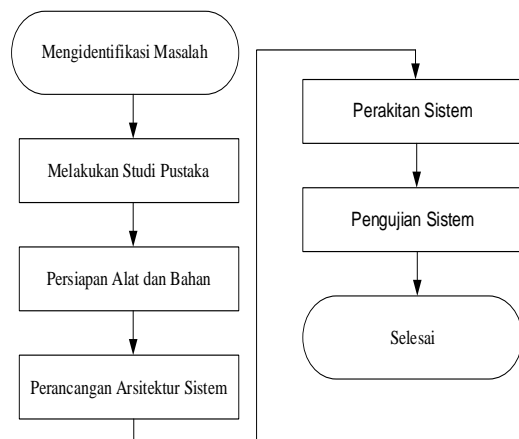 Mengidentifikasi Masalah
Melakukan Studi Pustaka
Persiapan Alat dan Bahan
Perancangan Arsitektur Sistem
Perakitan Sistem
Pengujian Sistem
Selesai